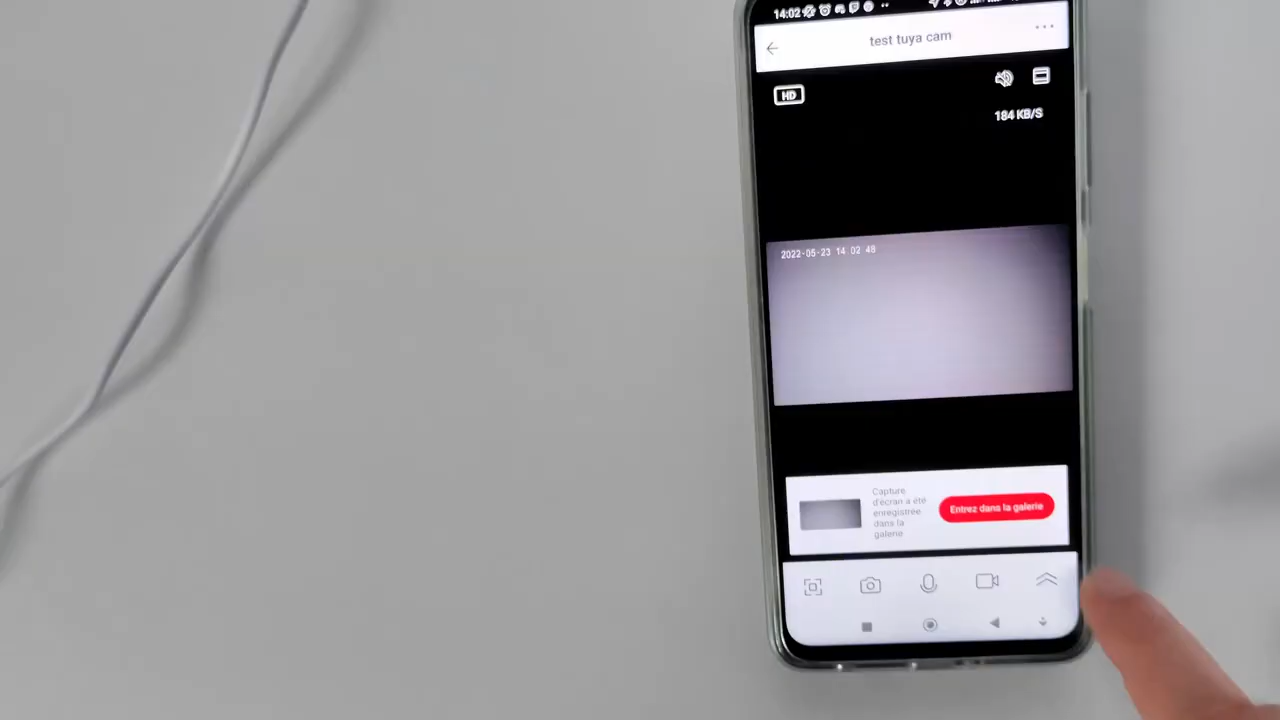 14:02
test tuya cam
HD
184 KB/S
2022-05-23 14 02 48
Capture
d'écran a été
enregistrée
dans la
galerie
Entrez dans la galerie